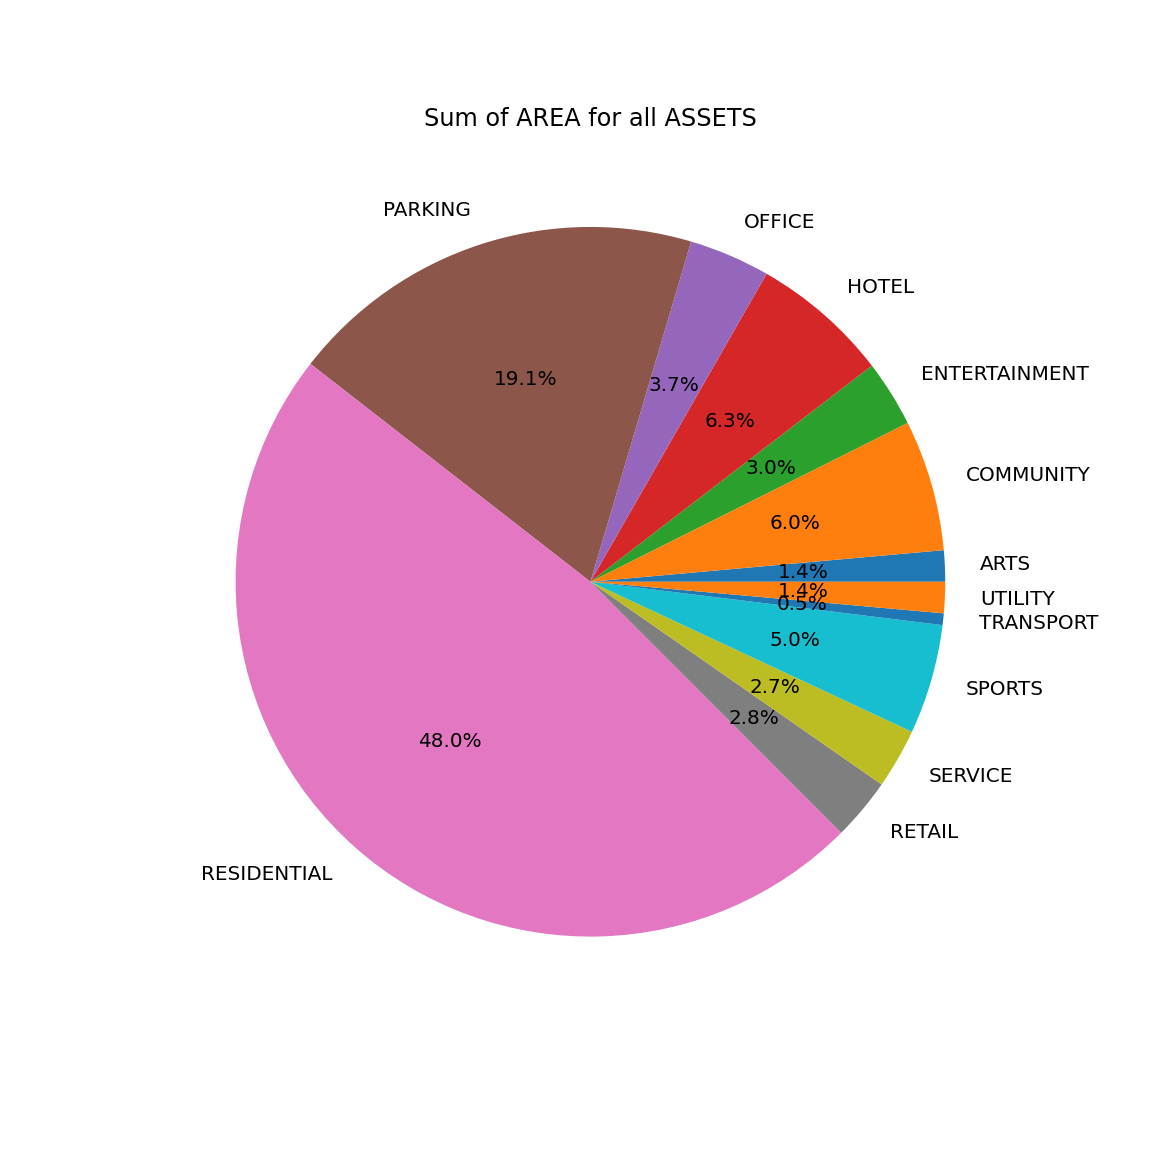 Sum of AREA for all ASSETS
PARKING
OFFICE
HOTEL
ENTERTAINMENT
19.1%
3.7%
6.3%
3.0%
COMMUNITY
6.0%
ARTS
1.4%
UTILITY
1.4%
TRANSPORT
0.5%
5.0%
SPORTS
2.7%
2.8%
48.0%
SERVICE
RETAIL
RESIDENTIAL